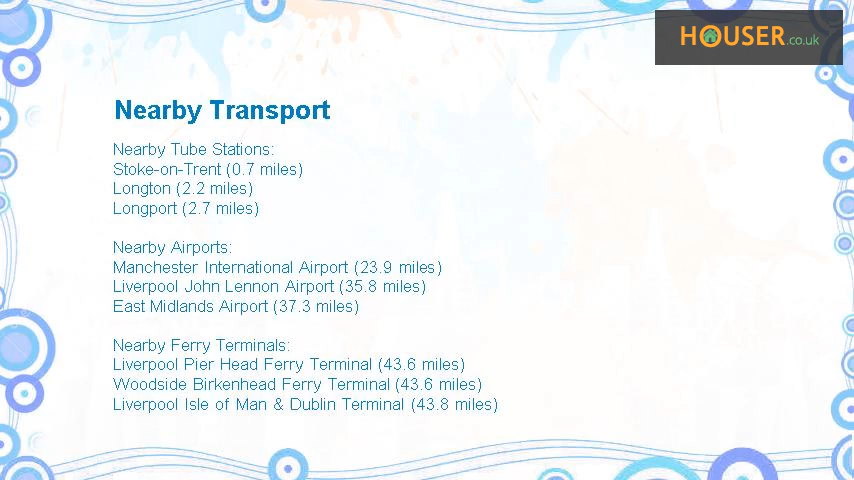 HOUSER.co.uk
Nearby Transport
Nearby Tube Stations:
Stoke-on-Trent (0.7 miles)
Longton (2.2 miles)
Longport (2.7 miles)
Nearby Airports:
Manchester International Airport (23.9 miles)
Liverpool John Lennon Airport (35.8 miles)
East Midlands Airport (37.3 miles)
Nearby Ferry Terminals:
Liverpool Pier Head Ferry Terminal (43.6 miles)
Woodside Birkenhead Ferry Terminal (43.6 miles)
Liverpool Isle of Man & Dublin Terminal (43.8 miles)